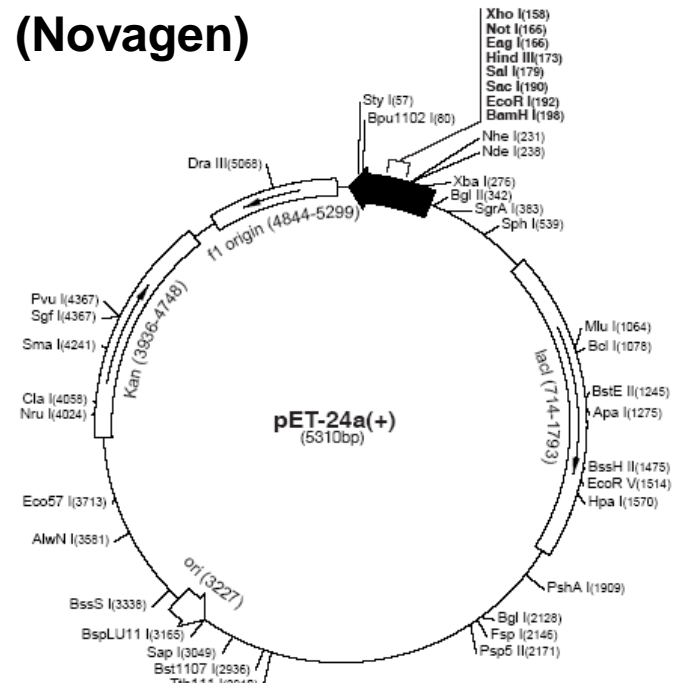 (Novagen)
Xho I(158)
Not I(166)
Eag I(166)
Hind III(173)
Sal I(179)
Sac I(190)
EcoR I(192)
BamH I(198)
Sty I(57)
Bpu1102 I(80)
Nhe I(231)
Nde I(238)
Xba I(276)
Bgl II(342)
SgrA I(383)
Sph I(539)
Dra III(5068)
f1 origin (4844-5299)
Pvu I(4367)
Sgf I(4367)
Sma I(4241)
Cla I(4058)
Nru I(4024)
Kan (3936-4748)
Mlu I(1064)
Bcl I(1078)
BstE II(1245)
Apa I(1275)
lacI (714-1793)
BssH II(1475)
EcoR V(1514)
Hpa I(1570)
pET-24a(+)
(5310bp)
Eco57 I(3713)
AlwN I(3581)
ori (3227)
BssS I(3338)
BspLU11 I(3165)
Sap I(3049)
Bst1107 I(2936)
PshA I(1909)
Bgl I(2128)
Fsp I(2146)
Psp5 II(2171)